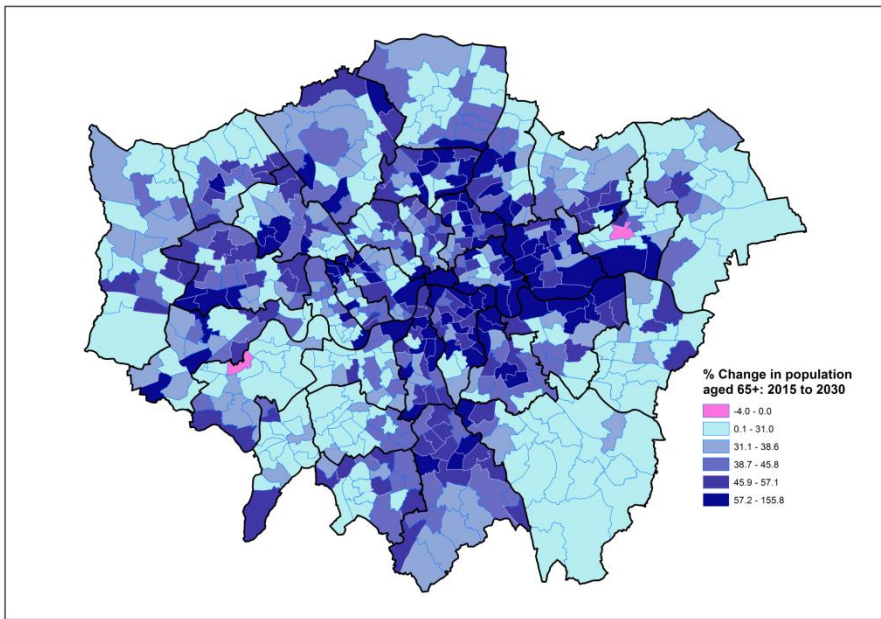 % Change in population
aged 65+: 2015 to 2030
-4.0 - 0.0
0.1 - 31.0
31.1 - 38.6
38.7 - 45.8
45.9 - 57.1
57.2 - 155.8